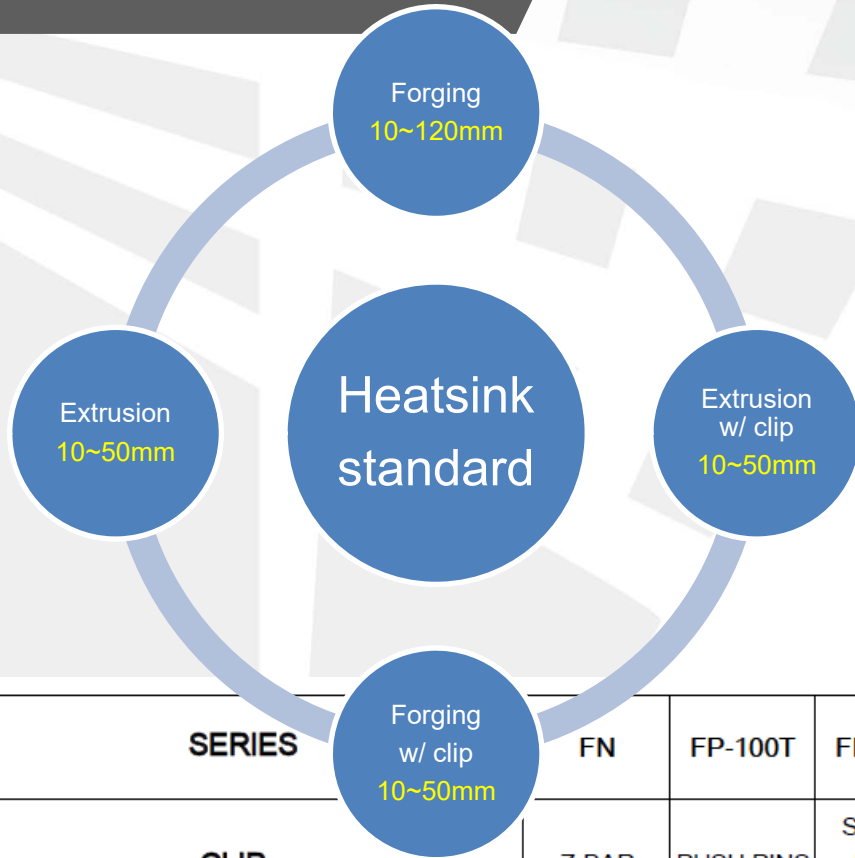 Forging
10~120mm
Extrusion
10~50mm
Heatsink
standard
Extrusion
w/ clip
10~50mm
Forging
w/ clip
10~50mm
SERIES
FN
FP-100T